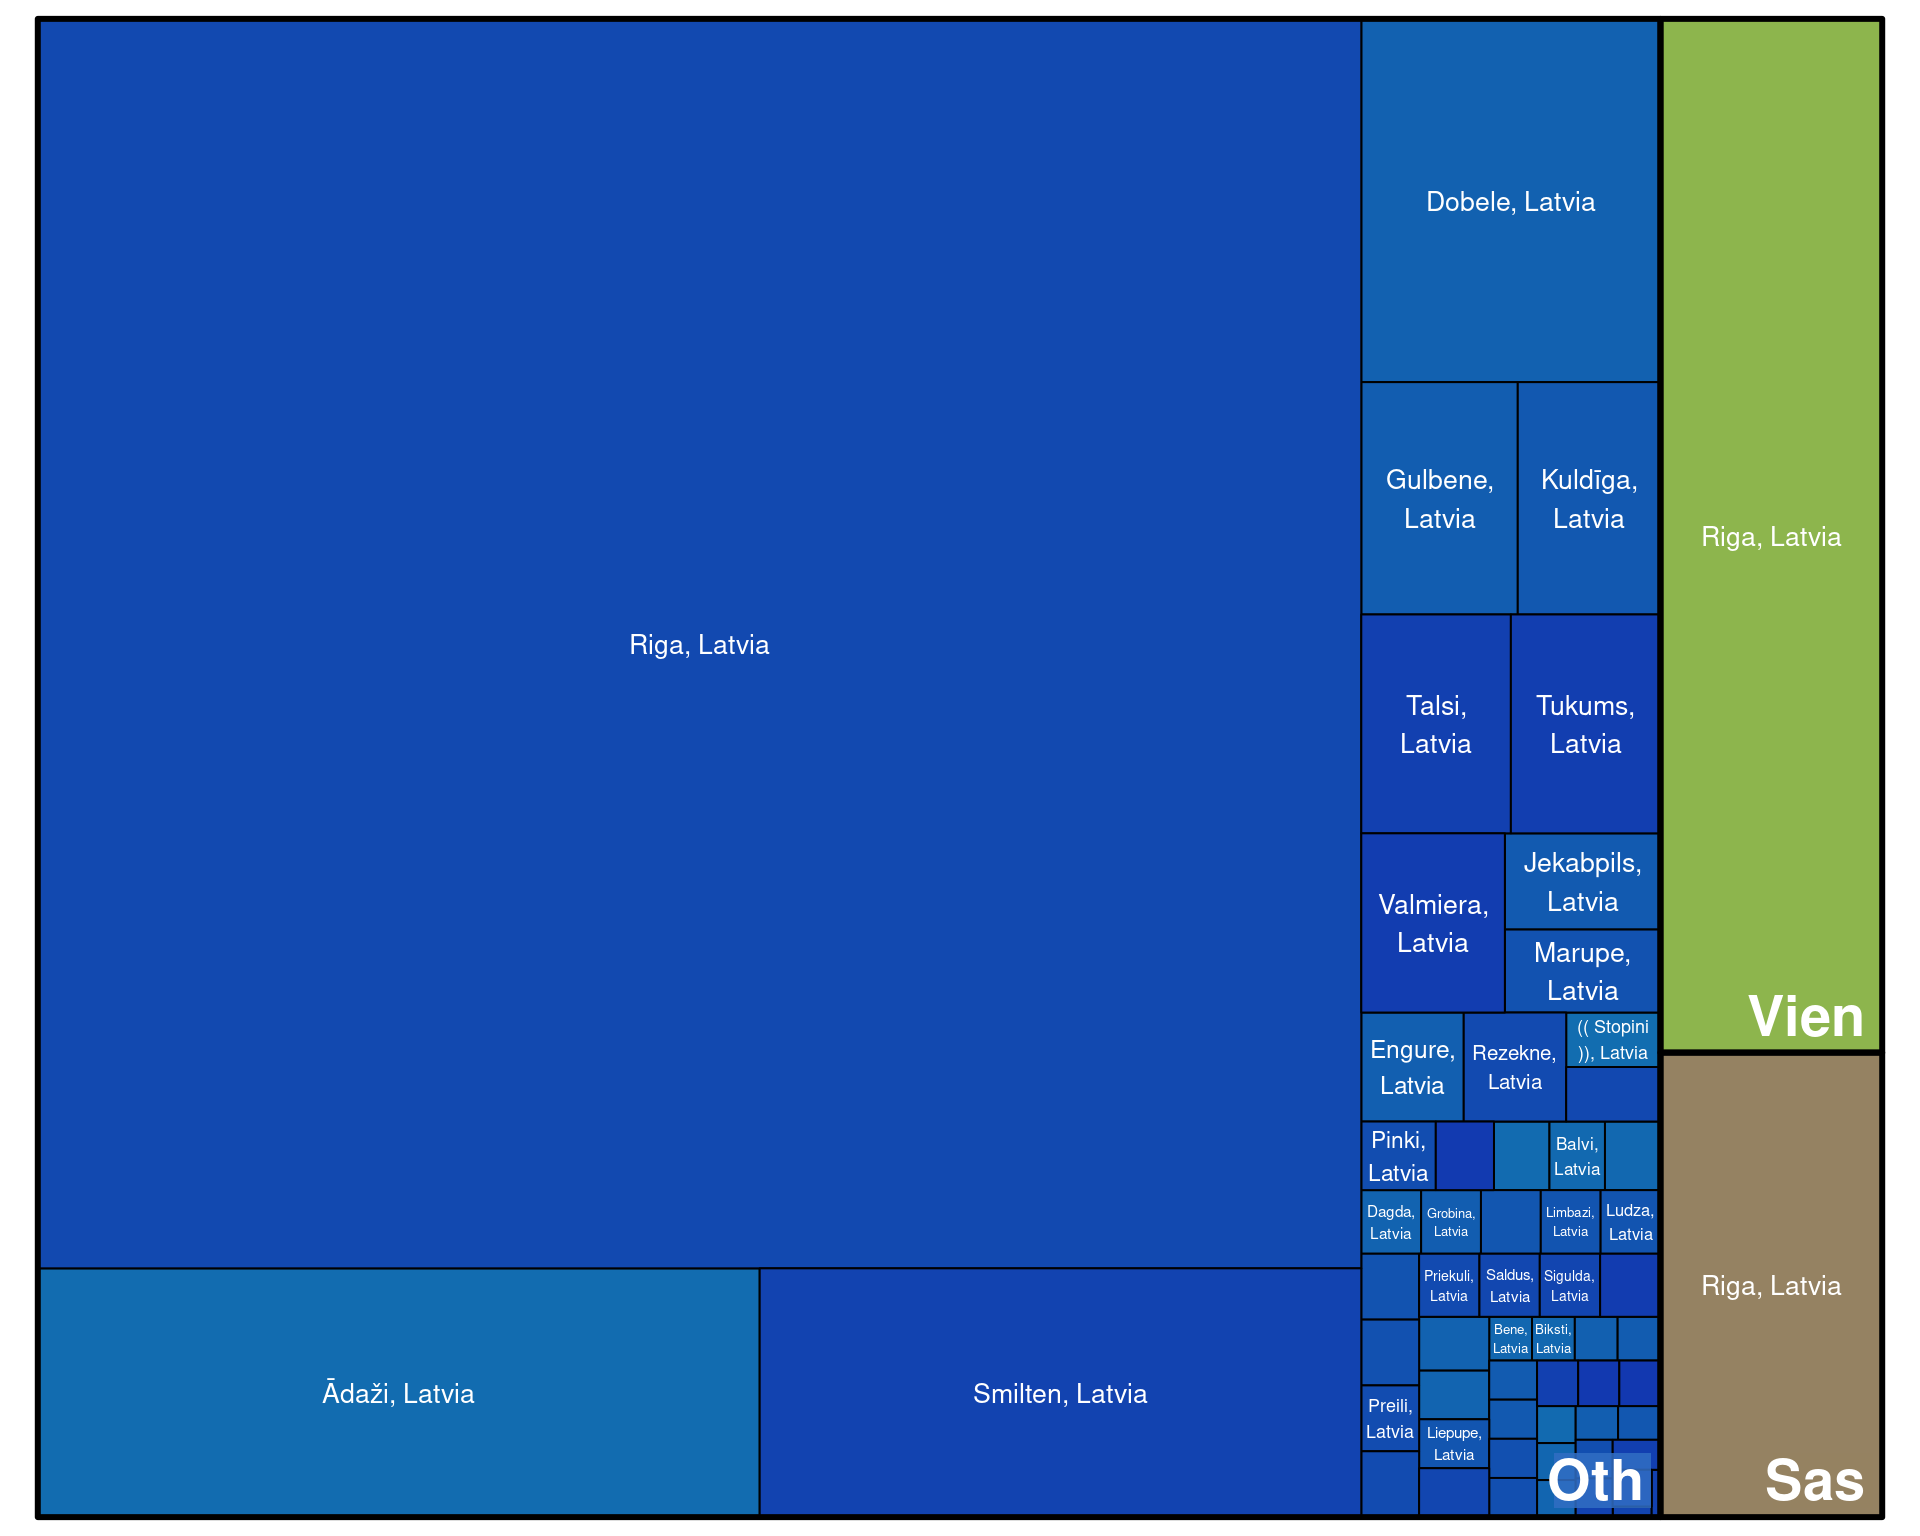 Riga, Latvia
Ādaži, Latvia
Smilten, Latvia
Dobele, Latvia
Gulbene,
Latvia
Kuldīga,
Latvia
Talsi,
Latvia
Tukums,
Latvia
Valmiera,
Latvia
Jekabpils,
Latvia
Marupe,
Latvia
Engure,
Latvia
Rezekne,
Latvia
(( Stopini
)), Latvia
Pinki,
Latvia
Balvi,
Latvia
Dagda,
Latvia
Grobina,
Latvia
Limbazi,
Latvia
Ludza,
Latvia
Priekuli,
Latvia
Saldus,
Latvia
Sigulda,
Latvia
Bene,
Latvia
Biksti,
Latvia
Preili,
Latvia
Liepupe,
Latvia
Oth
Riga, Latvia
Vien
Riga, Latvia
Sas